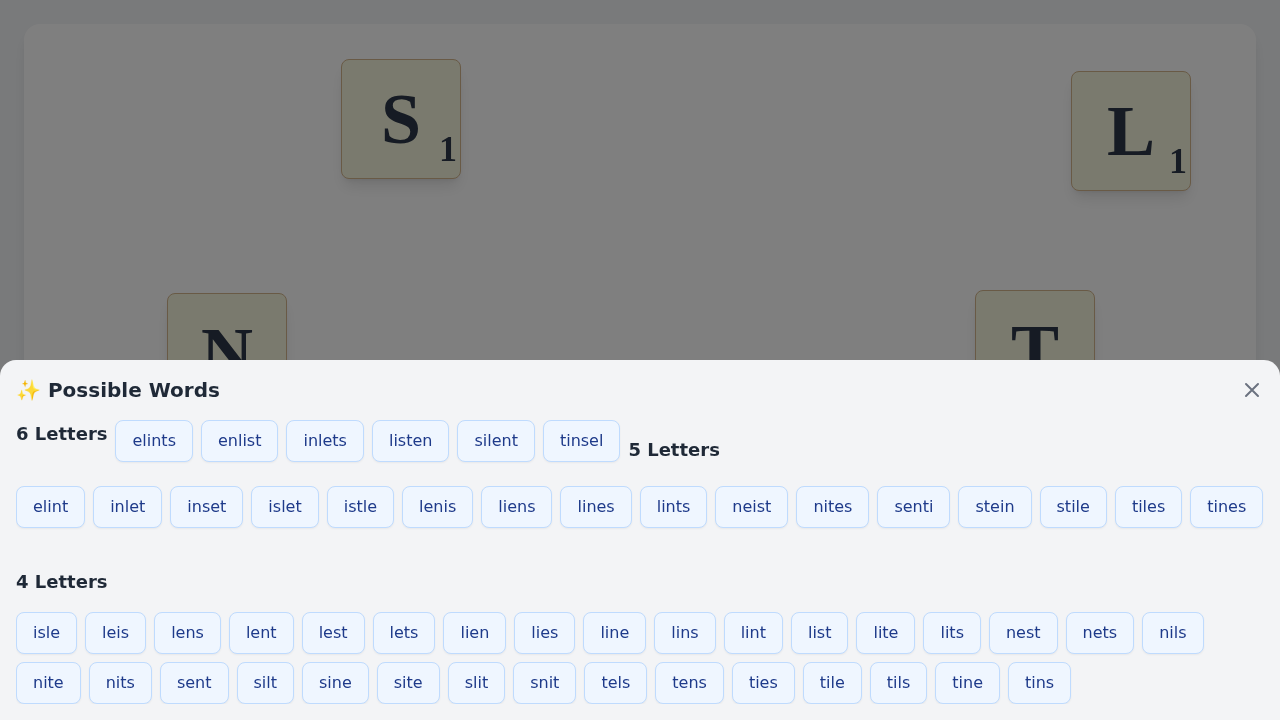 S 1
L 1
N
T
✨ Possible Words
6 Letters elints enlist inlets listen silent tinsel 5 Letters
elint inlet inset islet istle lenis liens lines lints neist nites senti stein stile tiles tines
4 Letters
isle leis lens lent lest lets lien lies line lins lint list lite lits nest nets nils
nite nits sent silt sine site slit snit tels tens ties tile tils tine tins